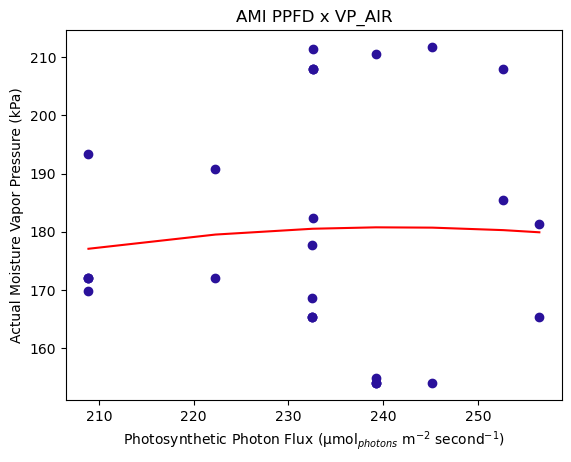 AMI PPFD x VP_AIR
Actual Moisture Vapor Pressure (kPa)
210
200
190
180
170
160
210 220 230 240 250
Photosynthetic Photon Flux (μmol$_{photons}$ m$^{-2}$ second$^{-1}$)